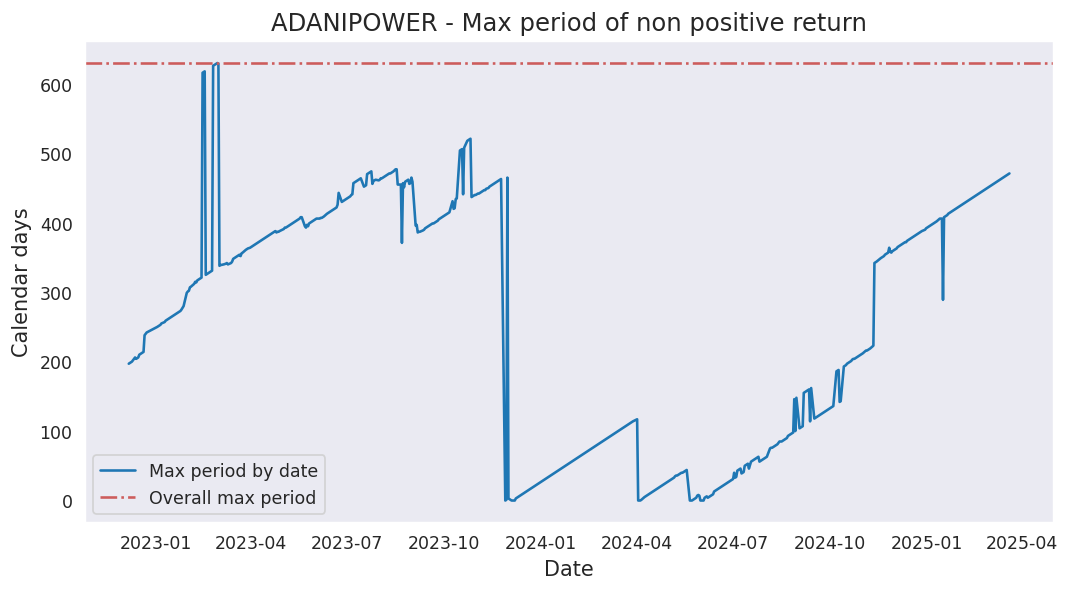 ADANIPOWER - Max period of non positive return
Calendar days
600
500
400
300
200
100
0
Max period by date
Overall max period
2023-01 2023-04 2023-07 2023-10 2024-01 2024-04 2024-07 2024-10 2025-01 2025-04
Date